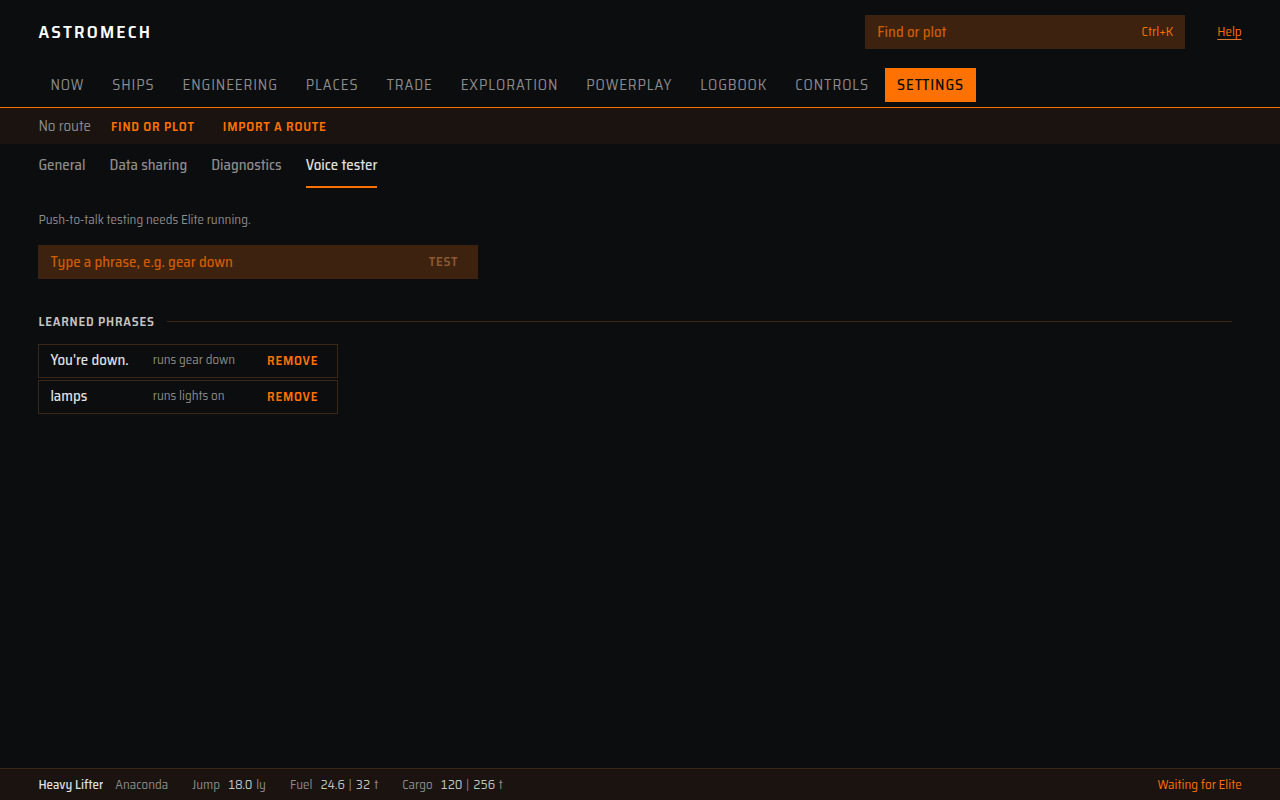 ASTROMECH
Find or plot Ctrl+K Help
NOW SHIPS ENGINEERING PLACES TRADE EXPLORATION POWERPLAY LOGBOOK CONTROLS SETTINGS
No route FIND OR PLOT IMPORT A ROUTE
General Data sharing Diagnostics Voice tester
Push-to-talk testing needs Elite running.
Type a phrase, e.g. gear down TEST
LEARNED PHRASES
You're down. runs gear down REMOVE
lamps runs lights on REMOVE
Heavy Lifter Anaconda Jump 18.0 ly Fuel 24.6 | 32 t Cargo 120 | 256 t Waiting for Elite